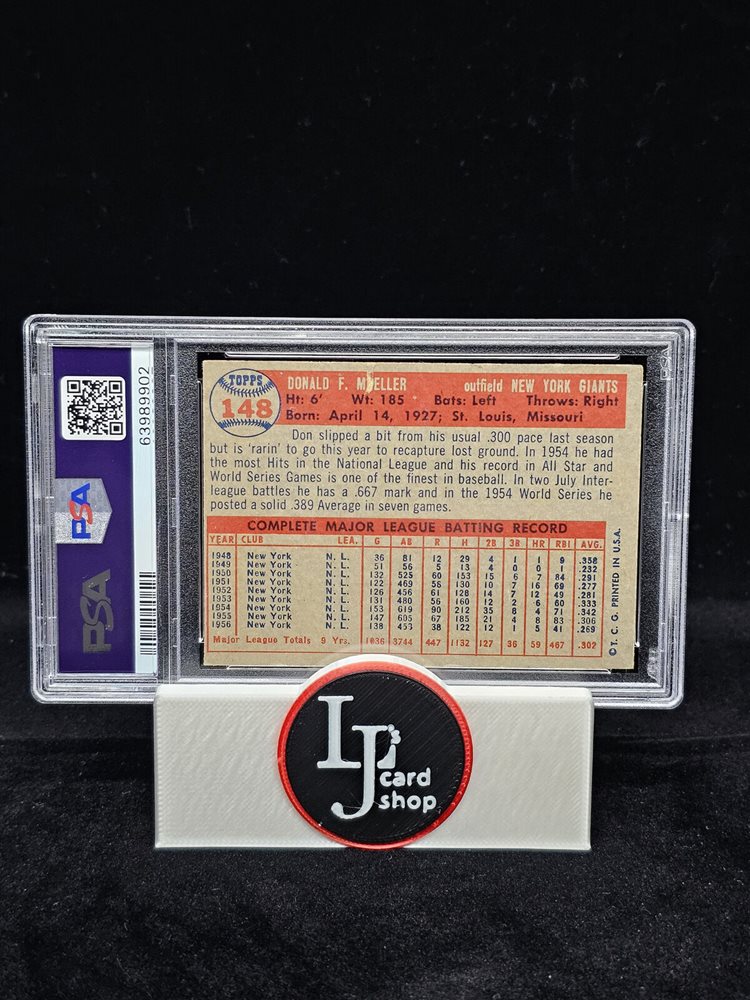 63989902
PSA
PSA
TOPPS
148
DONALD F. MUELLER outfield NEW YORK GIANTS
Ht: 6' Wt: 185 Bats: Left Throws: Right
Born: April 14, 1927; St. Louis, Missouri
Don slipped a bit from his usual .300 pace last season
but is 'rarin' to go this year to recapture lost ground. In 1954 he had
the most Hits in the National League and his record in All Star and
World Series Games is one of the finest in baseball. In two July Inter-
league battles he has a .667 mark and in the 1954 World Series he
posted a solid .389 Average in seven games.
COMPLETE MAJOR LEAGUE BATTING RECORD
YEAR CLUB LEA. G AB R H 2B 3B HR RBI AVG.
1948 New York N. L. 36 81 12 29 4 1 1 9 .358
1949 New York N. L. 51 56 5 13 4 0 0 1 .232
1950 New York N. L. 132 525 60 153 15 6 7 84 .291
1951 New York N. L. 122 469 55 130 10 7 16 69 .277
1952 New York N. L. 126 456 61 128 14 7 12 49 .281
1953 New York N. L. 131 480 56 160 12 2 6 60 .333
1954 New York N. L. 153 619 90 212 35 8 4 71 .342
1955 New York N. L. 147 605 67 185 21 4 8 83 .306
1956 New York N. L. 138 453 38 122 12 1 5 41 .269
Major League Totals 9 Yrs. 1036 3744 447 1132 127 36 59 467 .302
© T. C. G. PRINTED IN U.S.A.
LJ's
card
shop